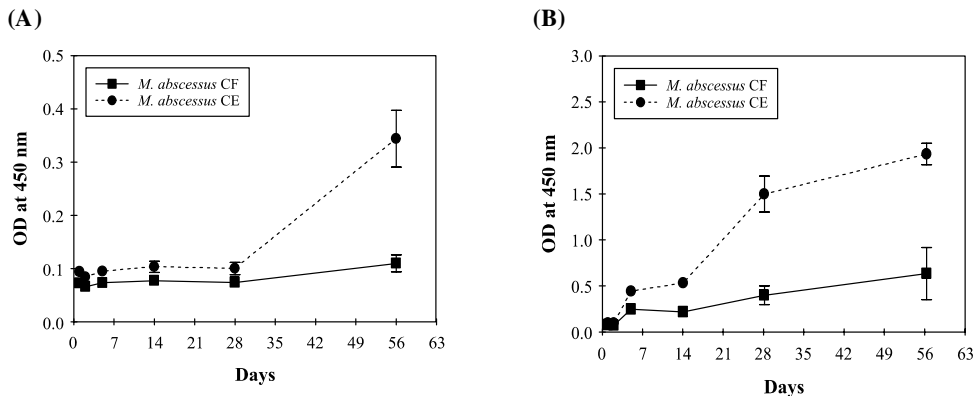 (A)
0.5
0.4
0.3
0.2
0.1
0.0
OD at 450 nm
M. abscessus CF
M. abscessus CE
0 7 14 21 28 35 42 49 56 63
Days
(B)
3.0
2.5
2.0
1.5
1.0
0.5
0.0
OD at 450 nm
M. abscessus CF
M. abscessus CE
0 7 14 21 28 35 42 49 56 63
Days